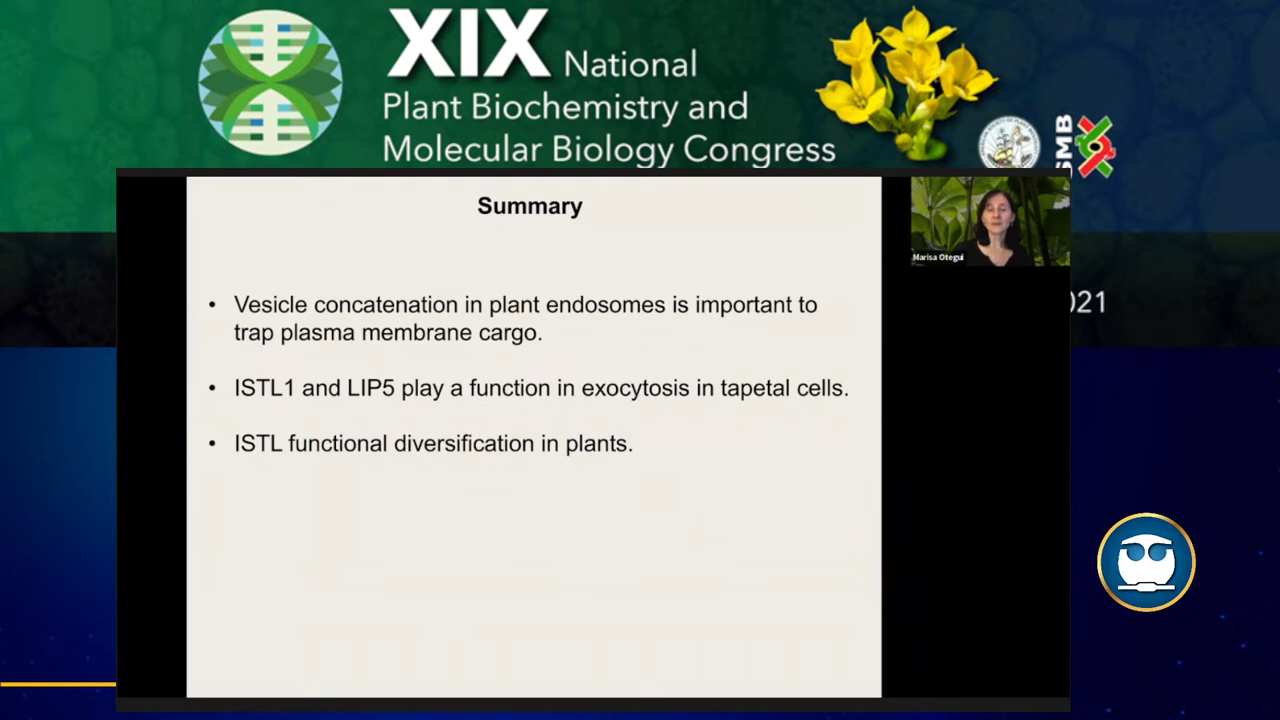 XIX National
Plant Biochemistry and
Molecular Biology Congress
SMB
Summary
Marisa Otegui
• Vesicle concatenation in plant endosomes is important to
trap plasma membrane cargo.
• ISTL1 and LIP5 play a function in exocytosis in tapetal cells.
• ISTL functional diversification in plants.
021